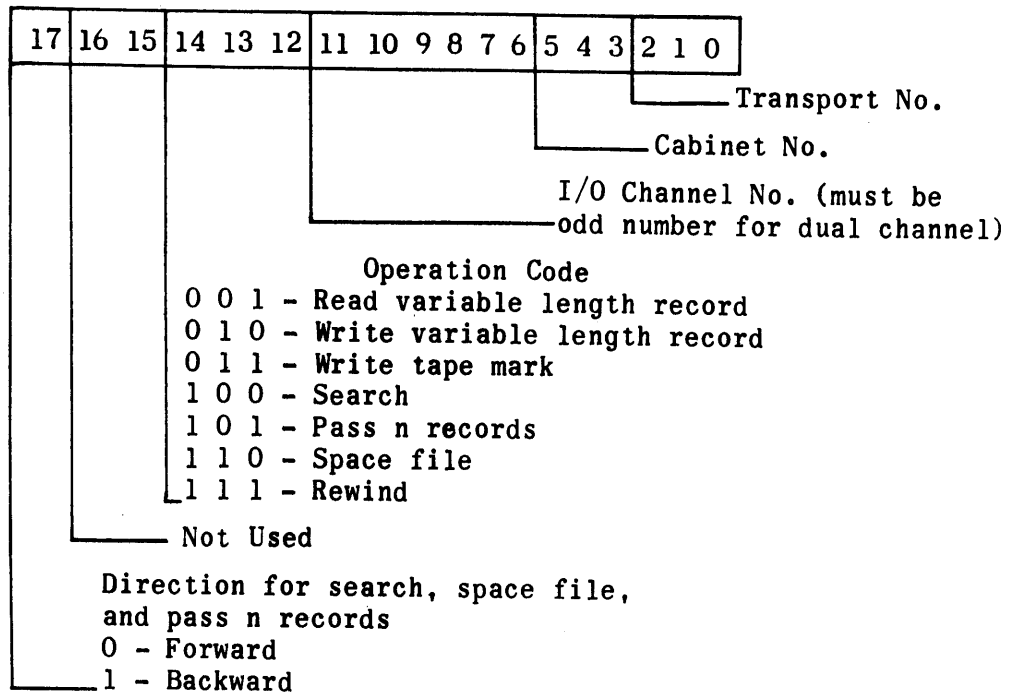 17 16 15 14 13 12 11 10 9 8 7 6 5 4 3 2 1 0
Transport No.
Cabinet No.
I/O Channel No. (must be
odd number for dual channel)
Operation Code
0 0 1 - Read variable length record
0 1 0 - Write variable length record
0 1 1 - Write tape mark
1 0 0 - Search
1 0 1 - Pass n records
1 1 0 - Space file
1 1 1 - Rewind
Not Used
Direction for search, space file,
and pass n records
0 - Forward
1 - Backward